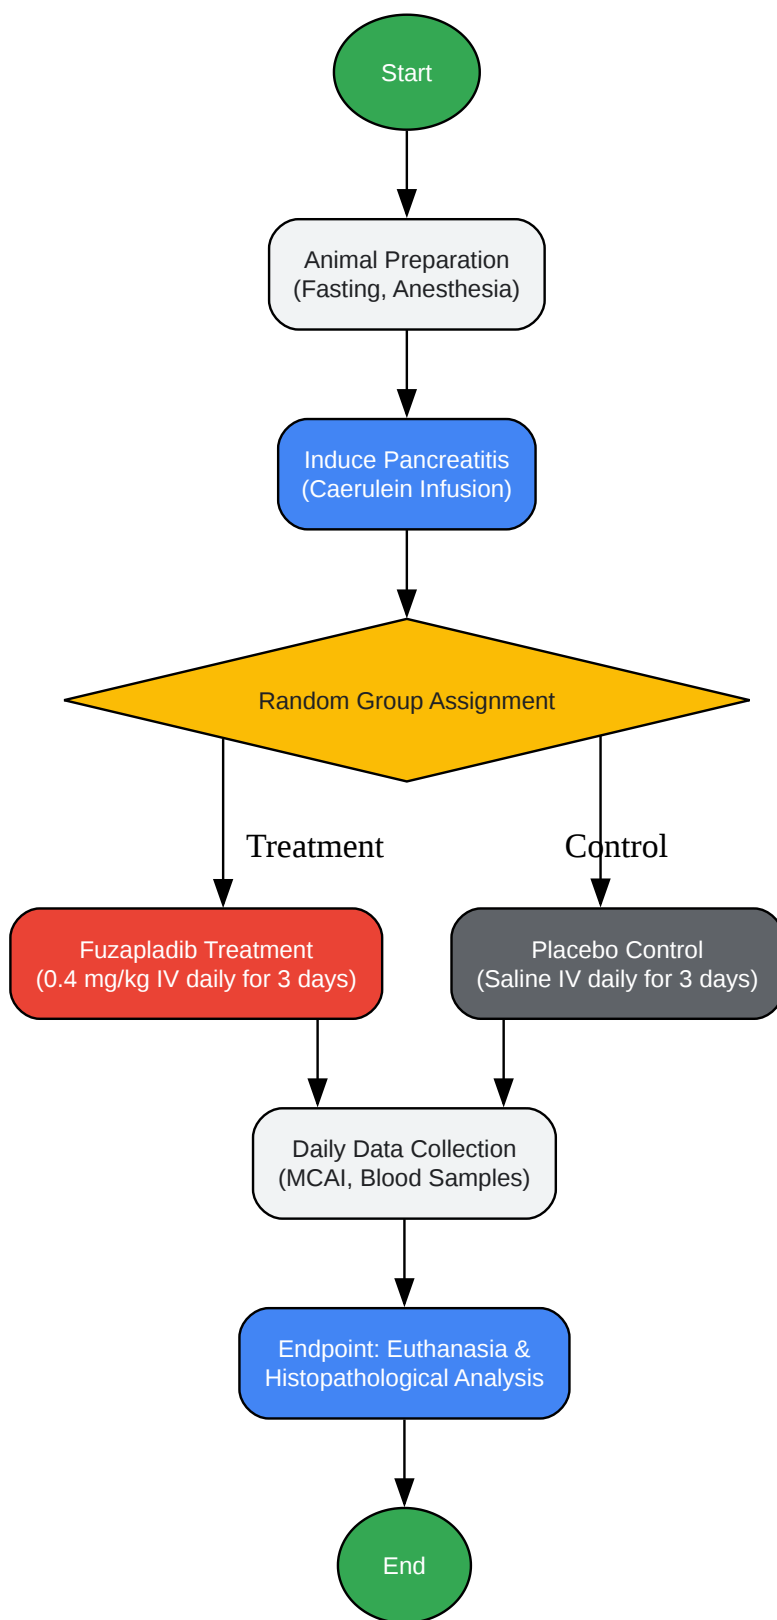 Start
Animal Preparation
(Fasting, Anesthesia)
Induce Pancreatitis
(Caerulein Infusion)
Random Group Assignment
Treatment
Control
Fuzapladib Treatment
(0.4 mg/kg IV daily for 3 days)
Placebo Control
(Saline IV daily for 3 days)
Daily Data Collection
(MCAI, Blood Samples)
Endpoint: Euthanasia &
Histopathological Analysis
End